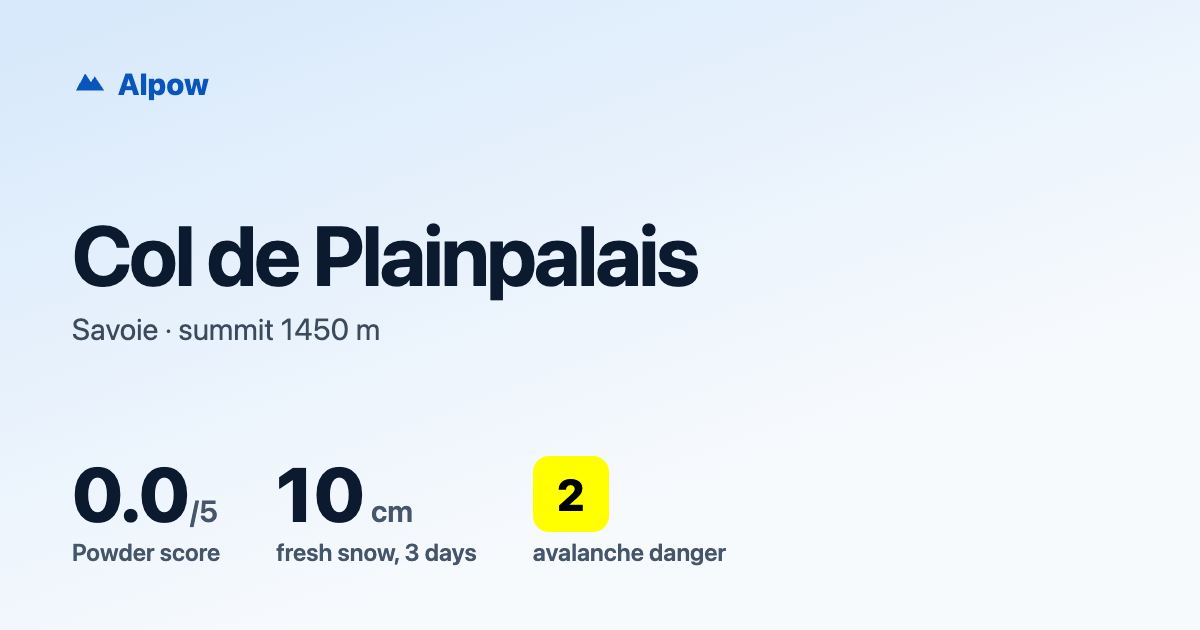 Alpow
Col de Plainpalais
Savoie · summit 1450 m
0.0/5
Powder score
10 cm
fresh snow, 3 days
2
avalanche danger